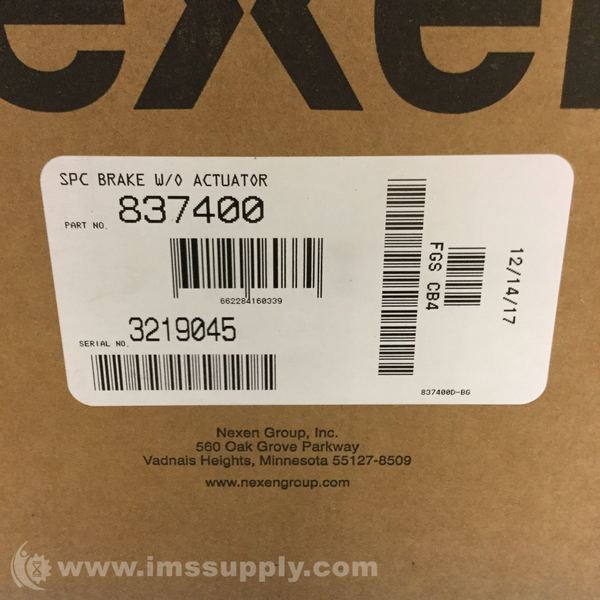 exe
SPC BRAKE W/O ACTUATOR
PART NO. 837400
662284160339
SERIAL NO. 3219045
FGS CB4
12/14/17
837400D-BG
Nexen Group, Inc.
560 Oak Grove Parkway
Vadnais Heights, Minnesota 55127-8509
www.nexengroup.com
www.imssupply.com